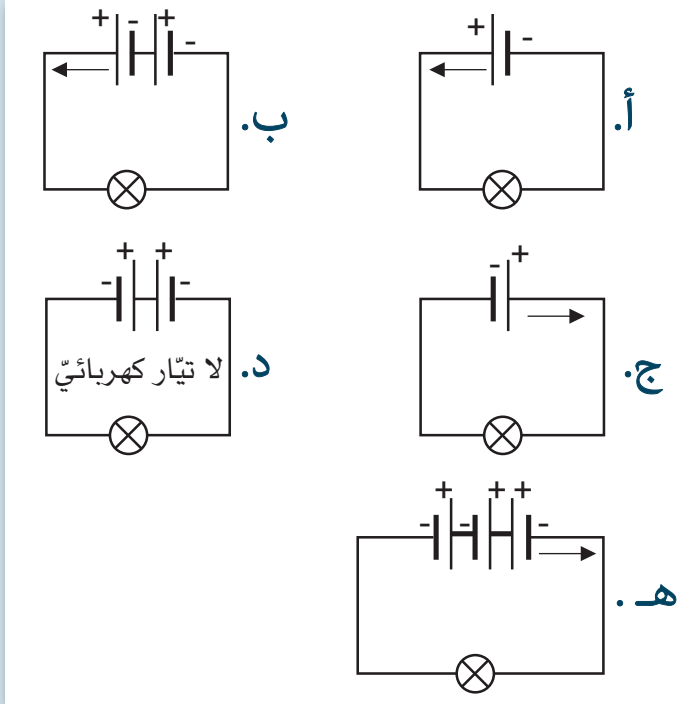 أ.
+ -
ب.
+ - + -
ج.
- +
د.
- + + -
لا تيّار كهربائيّ
هـ .
- + - + + -